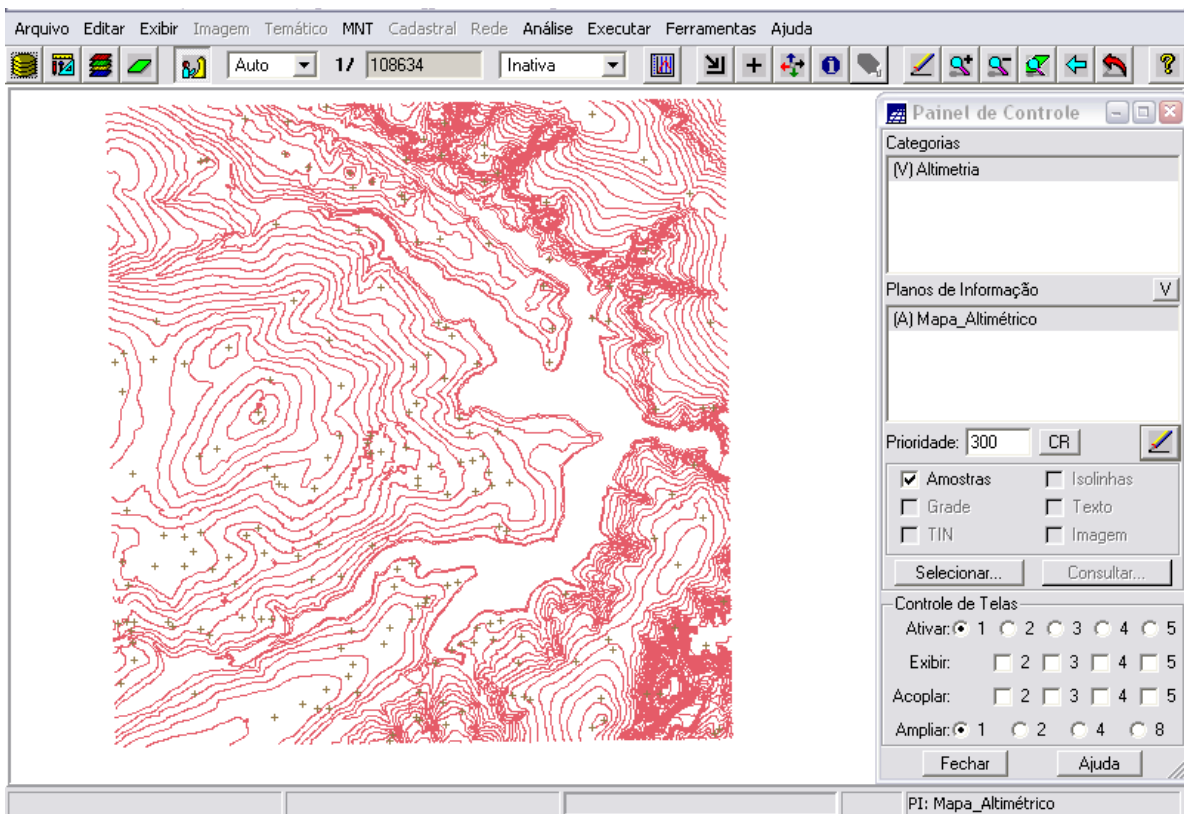 Arquivo Editar Exibir Imagem Temático MNT Cadastral Rede Análise Executar Ferramentas Ajuda
Auto 1/ 108634 Inativa
Painel de Controle
Categorias
(V) Altimetria
Planos de Informação V
(A) Mapa_Altimétrico
Prioridade: 300 CR
Amostras Isolinhas
Grade Texto
TIN Imagem
Selecionar... Consultar...
Controle de Telas
Ativar: 1 2 3 4 5
Exibir: 2 3 4 5
Acoplar: 2 3 4 5
Ampliar: 1 2 4 8
Fechar Ajuda
PI: Mapa_Altimétrico